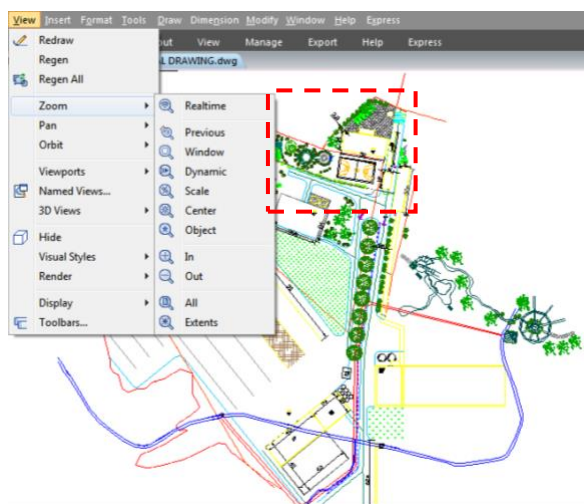 View Insert Format Tools Draw Dimension Modify Window Help Express
out View Manage Export Help Express
AL DRAWING.dwg
Redraw
Regen
Regen All
Zoom
Pan
Orbit
Viewports
Named Views...
3D Views
Hide
Visual Styles
Render
Display
Toolbars...
Realtime
Previous
Window
Dynamic
Scale
Center
Object
In
Out
All
Extents